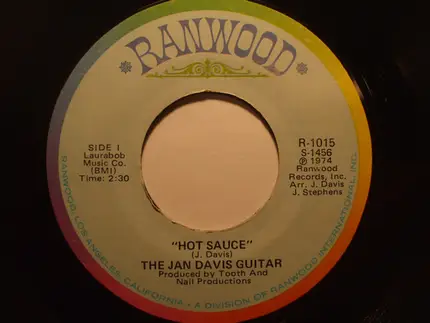 RANWOOD
SIDE I
Laurabob
Music Co.
(BMI)
Time: 2:30
R-1015
S-1456
℗ 1974
Ranwood
Records, Inc.
Arr. J. Davis
J. Stephens
"HOT SAUCE"
(J. Davis)
THE JAN DAVIS GUITAR
Produced by Tooth And
Nail Productions
RANWOOD, LOS ANGELES, CALIFORNIA • A DIVISION OF RANWOOD INTERNATIONAL, INC.